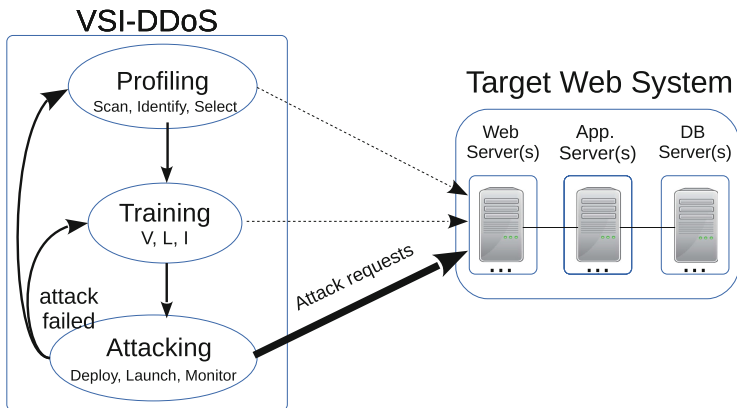 VSI-DDoS
Profiling
Scan, Identify, Select
Training
V, L, I
attack
failed
Attacking
Deploy, Launch, Monitor
Attack requests
Target Web System
Web
Server(s)
App.
Server(s)
DB
Server(s)
...
...
...